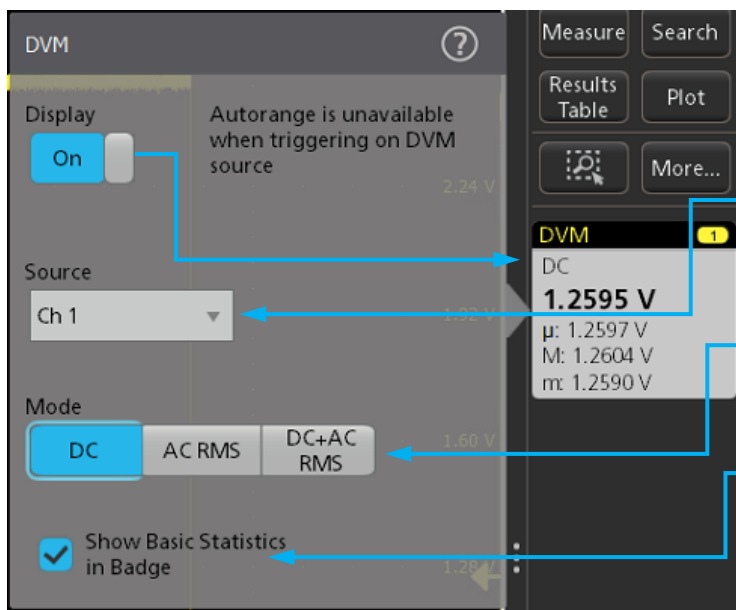 DVM
?
Display
On
Autorange is unavailable
when triggering on DVM
source
2.24 V
Source
Ch 1
1.92 V
Mode
DC
AC RMS
DC+AC
RMS
1.60 V
Show Basic Statistics
in Badge
1.28 V
Measure
Search
Results
Table
Plot
More...
DVM
1
DC
1.2595 V
µ: 1.2597 V
M: 1.2604 V
m: 1.2590 V